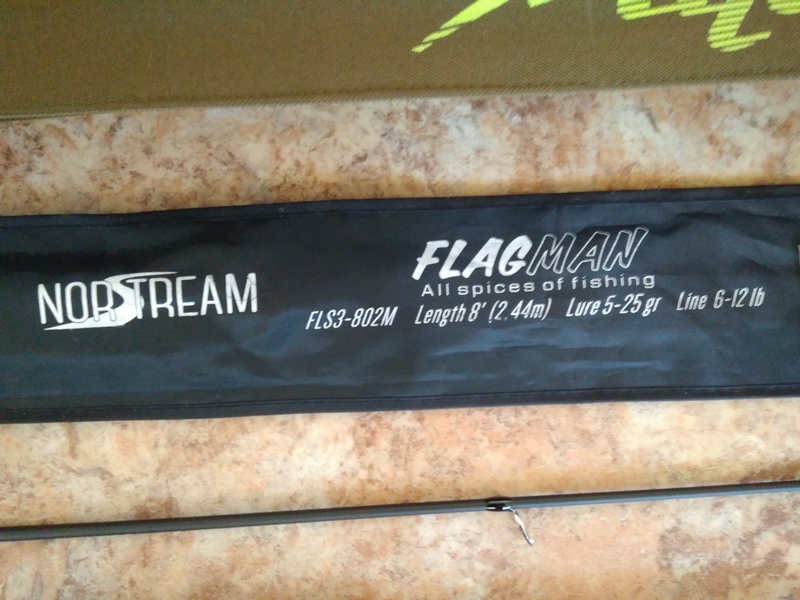 NORSTREAM
FLAGMAN
All spices of fishing
FLS3-802M Length 8' (2,44m) Lure 5-25 gr Line 6-12 lb